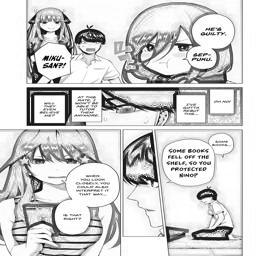 HE'S
GUILTY.
SEP-
PUKU.
MIKU-
SAN?!
OH NO!
I'VE
GOTTA
REBUT
THIS...
AT THIS
RATE, I WON'T
BE ABLE TO
TUTOR THEM
ANYMORE.
WILL
THEY
EVEN
BELIEVE
ME?
SOME
BOOKS...
SOME BOOKS
FELL OFF
THE SHELF,
SO YOU
PROTECTED
NINO?
WHEN
YOU LOOK
CLOSELY, YOU
COULD ALSO
INTERPRET IT
THAT WAY...
IS THAT
RIGHT?